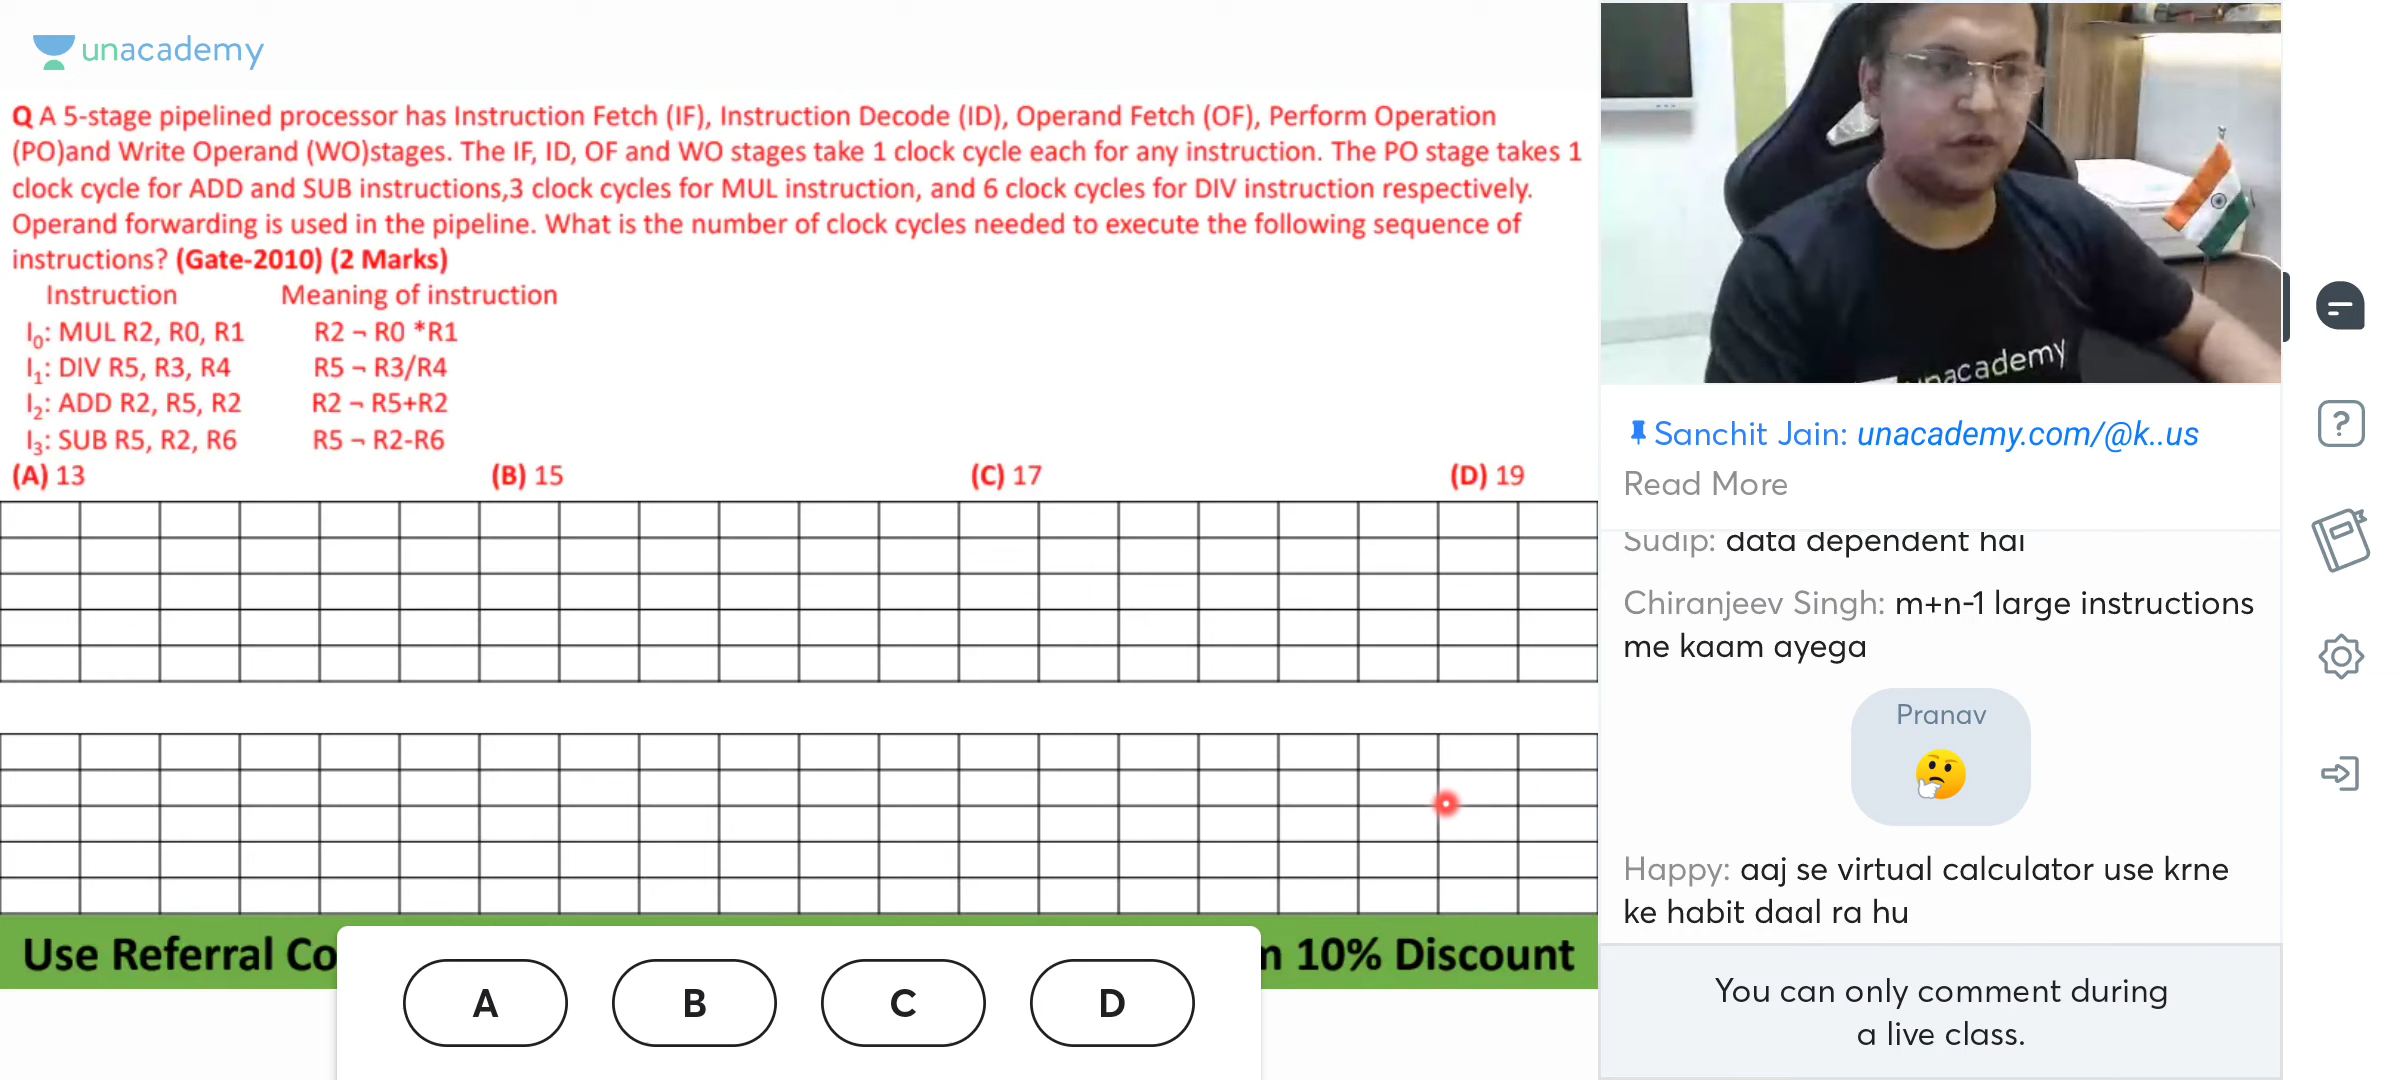 unacademy
Q A 5-stage pipelined processor has Instruction Fetch (IF), Instruction Decode (ID), Operand Fetch (OF), Perform Operation
(PO)and Write Operand (WO)stages. The IF, ID, OF and WO stages take 1 clock cycle each for any instruction. The PO stage takes 1
clock cycle for ADD and SUB instructions,3 clock cycles for MUL instruction, and 6 clock cycles for DIV instruction respectively.
Operand forwarding is used in the pipeline. What is the number of clock cycles needed to execute the following sequence of
instructions? (Gate-2010) (2 Marks)
Instruction Meaning of instruction
I₀: MUL R2, R0, R1 R2 ¬ R0 *R1
I₁: DIV R5, R3, R4 R5 ¬ R3/R4
I₂: ADD R2, R5, R2 R2 ¬ R5+R2
I₃: SUB R5, R2, R6 R5 ¬ R2-R6
(A) 13 (B) 15 (C) 17 (D) 19
Use Referral Co
10% Discount
A B C D
unacademy
Sanchit Jain: unacademy.com/@k..us
Read More
Sudip: data dependent hai
Chiranjeev Singh: m+n-1 large instructions
me kaam ayega
Pranav
Happy: aaj se virtual calculator use krne
ke habit daal ra hu
You can only comment during
a live class.
?